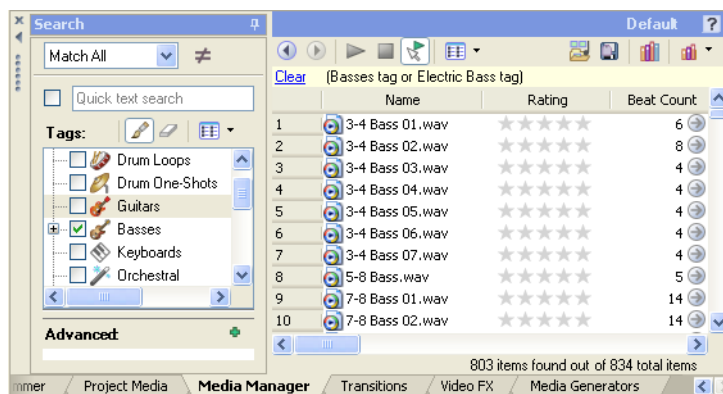 Search
Default ?
Match All
≠
Clear (Basses tag or Electric Bass tag)
Quick text search
Tags:
Drum Loops
Drum One-Shots
Guitars
Basses
Keyboards
Orchestral
Advanced
Name Rating Beat Count
1 3-4 Bass 01.wav 6
2 3-4 Bass 02.wav 8
3 3-4 Bass 03.wav 4
4 3-4 Bass 04.wav 4
5 3-4 Bass 05.wav 4
6 3-4 Bass 06.wav 4
7 3-4 Bass 07.wav 4
8 5-8 Bass.wav 5
9 7-8 Bass 01.wav 14
10 7-8 Bass 02.wav 14
803 items found out of 834 total items
mmer Project Media Media Manager Transitions Video FX Media Generators